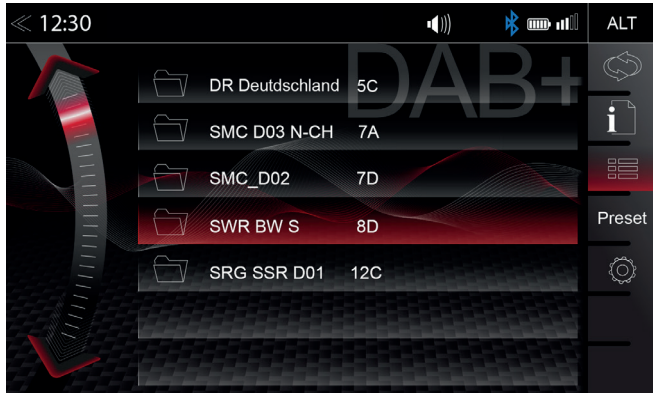 12:30 ALT
DAB+
DR Deutdschland 5C
SMC D03 N-CH 7A
SMC_D02 7D
SWR BW S 8D
SRG SSR D01 12C
i
Preset